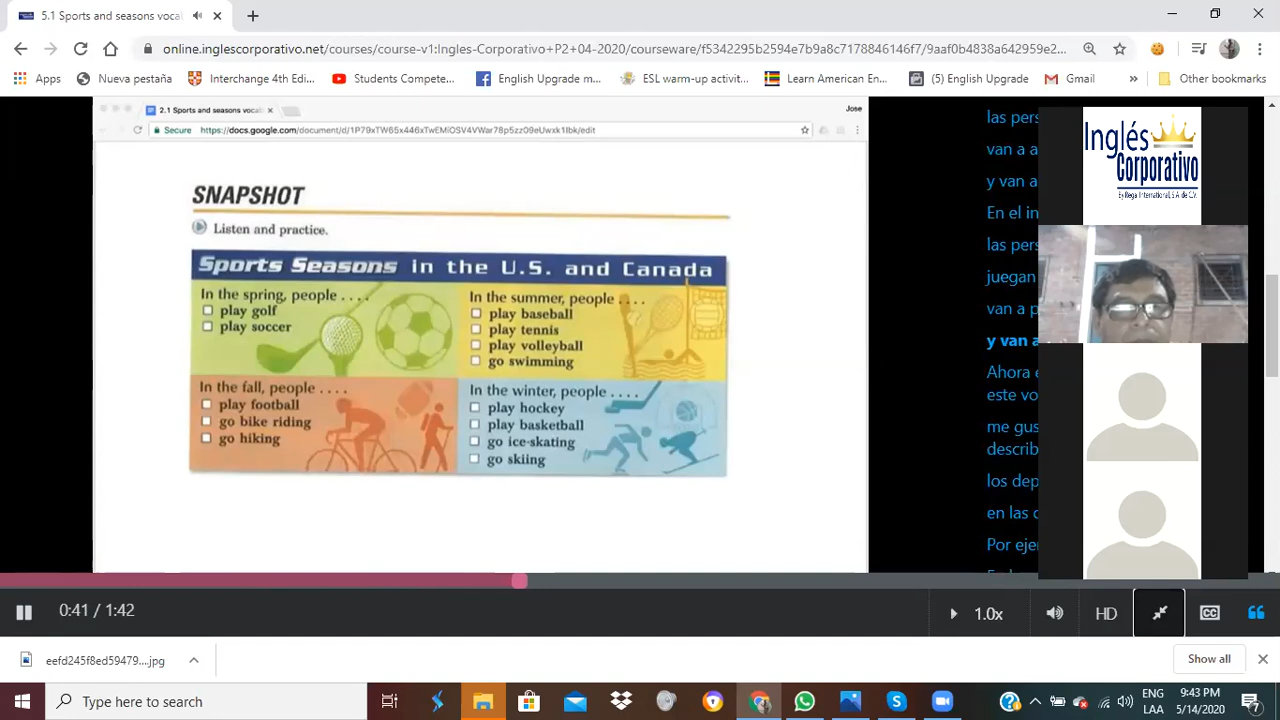 5.1 Sports and seasons vocab
online.inglescorporativo.net/courses/course-v1:Ingles-Corporativo+P2+04-2020/courseware/f5342295b2594e7b9a8c7178846146f7/9aaf0b4838a642959e2...
Apps
Nueva pestaña
Interchange 4th Edi...
Students Compete...
English Upgrade m...
ESL warm-up activit...
Learn American En...
(5) English Upgrade
Gmail
»
Other bookmarks
2.1 Sports and seasons vocal
Jose
Secure
SNAPSHOT
Listen and practice.
Sports Seasons in the U.S. and Canada
In the spring, people . . . .
play golf
play soccer
In the summer, people . . . .
play baseball
play tennis
play volleyball
go swimming
In the fall, people . . . .
play football
go bike riding
go hiking
In the winter, people . . . .
play hockey
play basketball
go ice-skating
go skiing
las pers
van a a
y van a
En el in
las pers
juegan
van a p
y van a
Ahora e
este vo
me gus
describ
los dep
en las c
Por ejer
Inglés
Corporativo
By Rega International, S.A. de C.V.
0:41 / 1:42
1.0x
HD
CC
eefd245f8ed59479....jpg
Show all
Type here to search
ENG
LAA
9:43 PM
5/14/2020
7